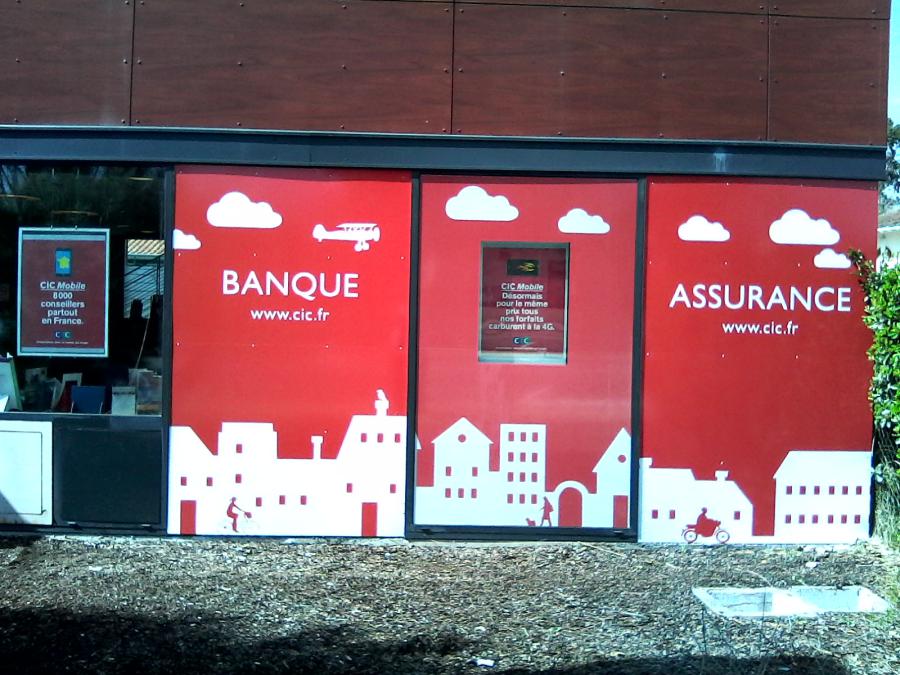 CIC Mobile
8000
conseillers
partout
en France.
CIC
BANQUE
www.cic.fr
CIC Mobile
Désormais
pour le même
prix tous
nos forfaits
carburent à la 4G.
CIC
ASSURANCE
www.cic.fr